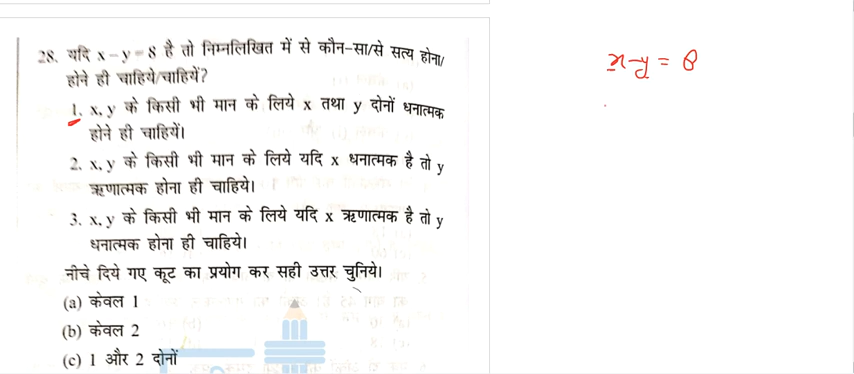 28. यदि x – y = 8 है तो निम्नलिखित में से कौन-सा/से सत्य होना/
होने ही चाहिये/चाहियें?
1. x, y के किसी भी मान के लिये x तथा y दोनों धनात्मक
होने ही चाहियें।
2. x, y के किसी भी मान के लिये यदि x धनात्मक है तो y
ऋणात्मक होना ही चाहिये।
3. x, y के किसी भी मान के लिये यदि x ऋणात्मक है तो y
धनात्मक होना ही चाहिये।
नीचे दिये गए कूट का प्रयोग कर सही उत्तर चुनिये।
(a) केवल 1
(b) केवल 2
(c) 1 और 2 दोनों
x-y = 8